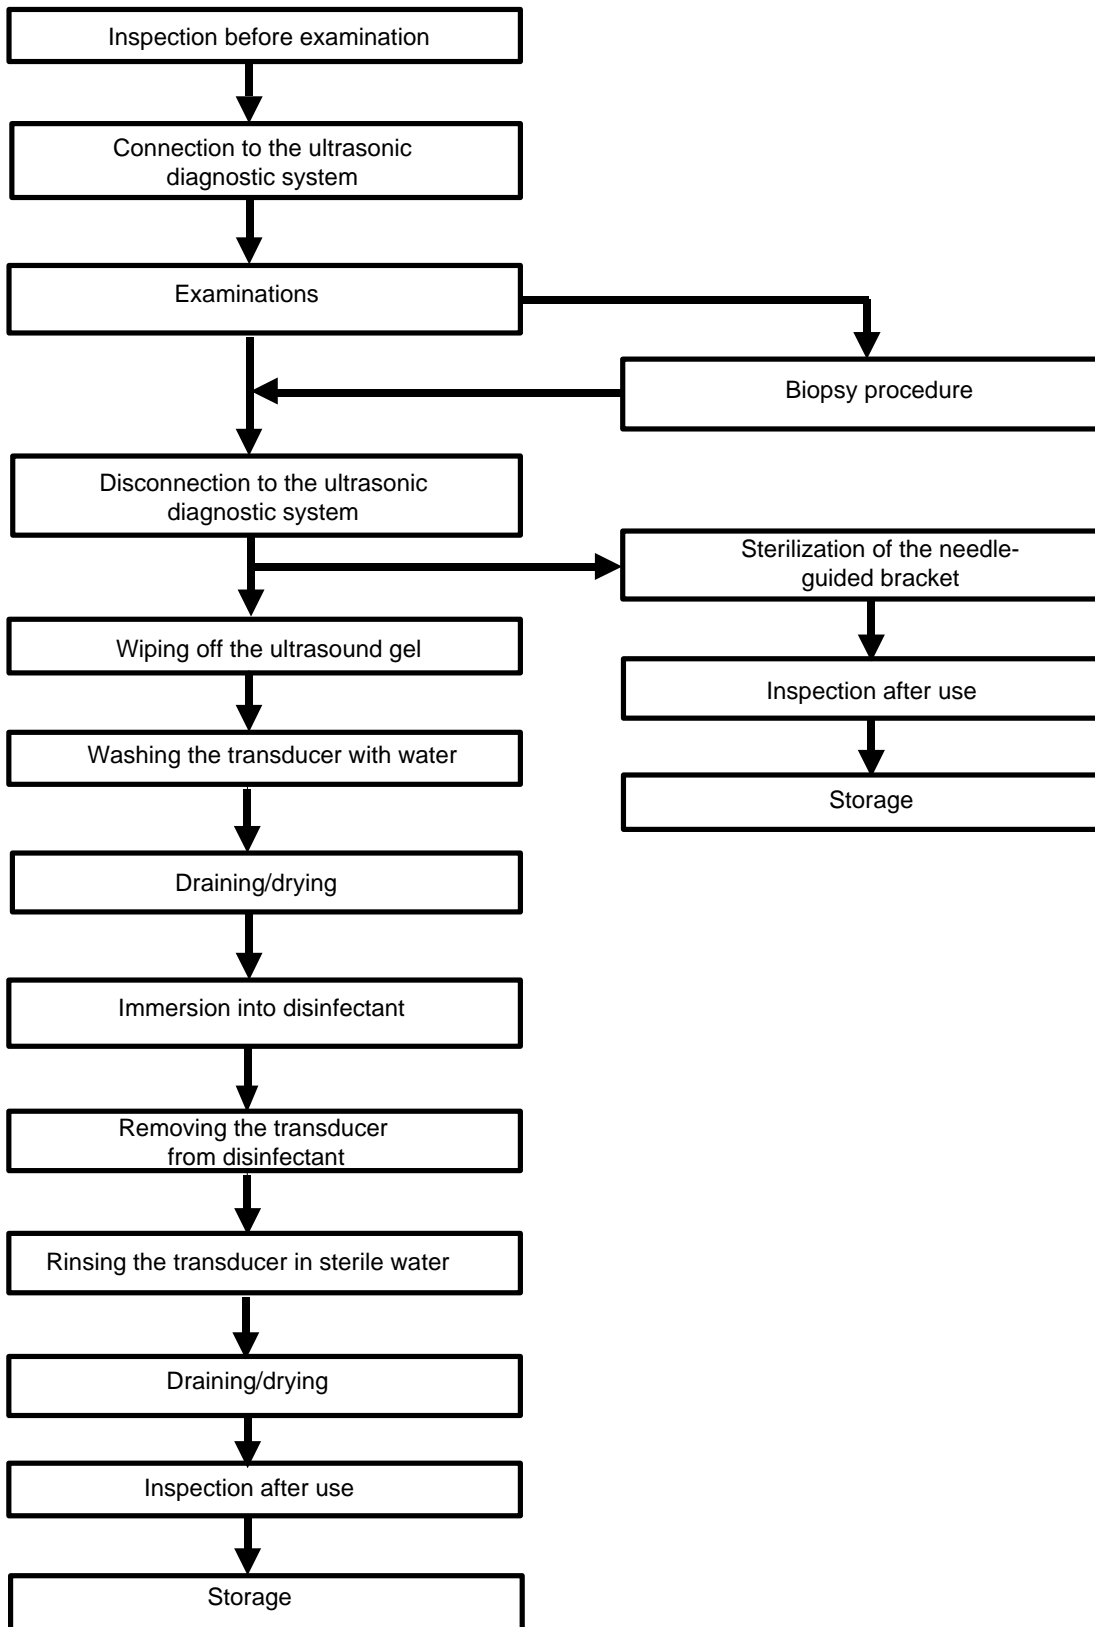 Inspection before examination
Connection to the ultrasonic
diagnostic system
Examinations
Biopsy procedure
Disconnection to the ultrasonic
diagnostic system
Sterilization of the needle-
guided bracket
Wiping off the ultrasound gel
Inspection after use
Washing the transducer with water
Storage
Draining/drying
Immersion into disinfectant
Removing the transducer
from disinfectant
Rinsing the transducer in sterile water
Draining/drying
Inspection after use
Storage